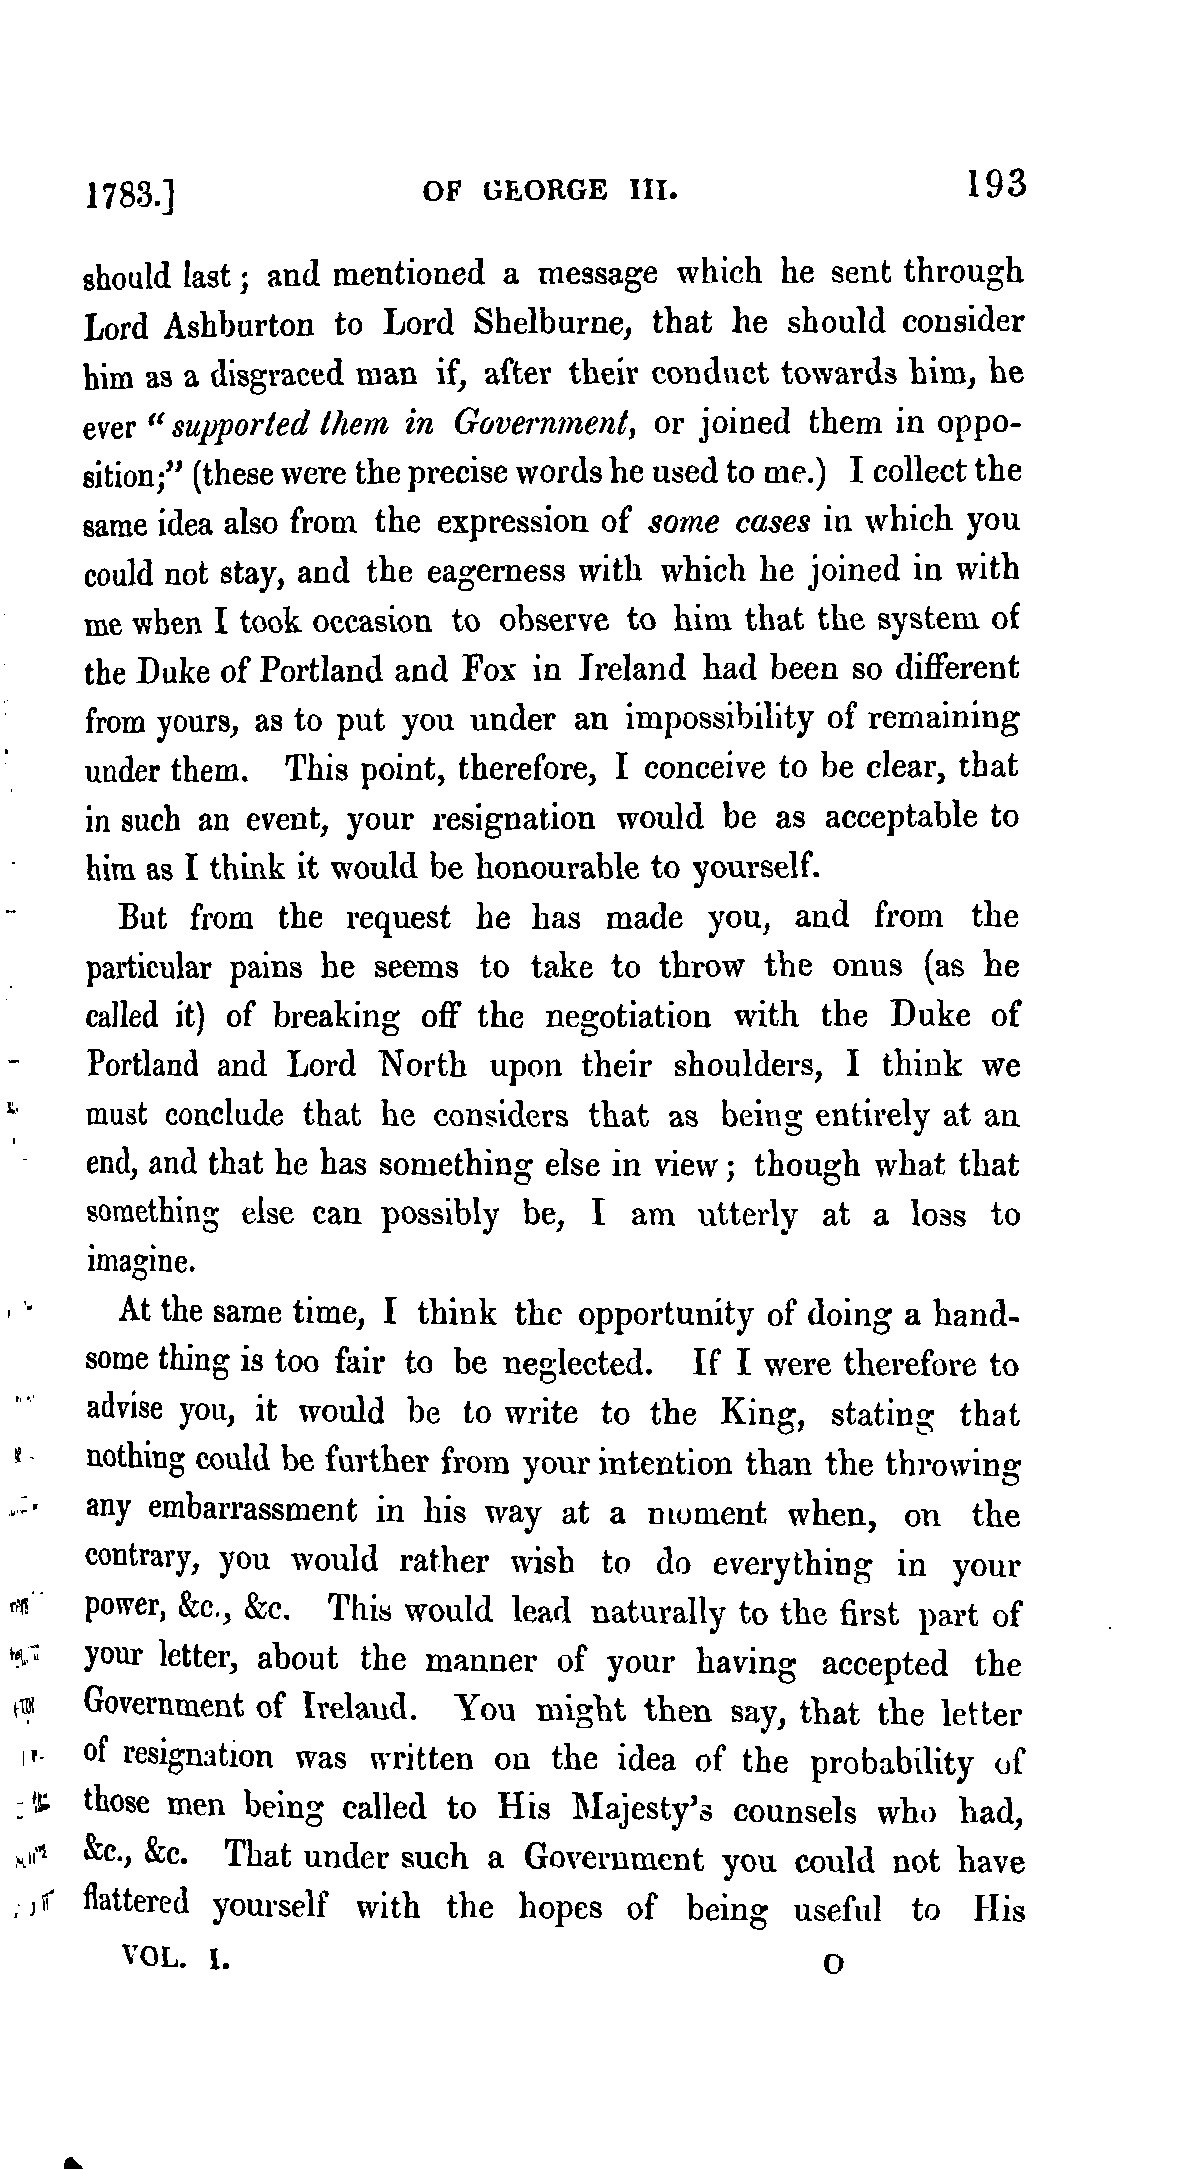 1783.] OF GEORGE III. 193
should last; and mentioned a message which he sent through
Lord Ashburton to Lord Shelburne, that he should consider
him as a disgraced man if, after their conduct towards him, he
ever "supported them in Government, or joined them in oppo-
sition;" (these were the precise words he used to me.) I collect the
same idea also from the expression of some cases in which you
could not stay, and the eagerness with which he joined in with
me when I took occasion to observe to him that the system of
the Duke of Portland and Fox in Ireland had been so different
from yours, as to put you under an impossibility of remaining
under them. This point, therefore, I conceive to be clear, that
in such an event, your resignation would be as acceptable to
him as I think it would be honourable to yourself.
But from the request he has made you, and from the
particular pains he seems to take to throw the onus (as he
called it) of breaking off the negotiation with the Duke of
Portland and Lord North upon their shoulders, I think we
must conclude that he considers that as being entirely at an
end, and that he has something else in view; though what that
something else can possibly be, I am utterly at a loss to
imagine.
At the same time, I think the opportunity of doing a hand-
some thing is too fair to be neglected. If I were therefore to
advise you, it would be to write to the King, stating that
nothing could be further from your intention than the throwing
any embarrassment in his way at a moment when, on the
contrary, you would rather wish to do everything in your
power, &c., &c. This would lead naturally to the first part of
your letter, about the manner of your having accepted the
Government of Ireland. You might then say, that the letter
of resignation was written on the idea of the probability of
those men being called to His Majesty's counsels who had,
&c., &c. That under such a Government you could not have
flattered yourself with the hopes of being useful to His
VOL. I. O